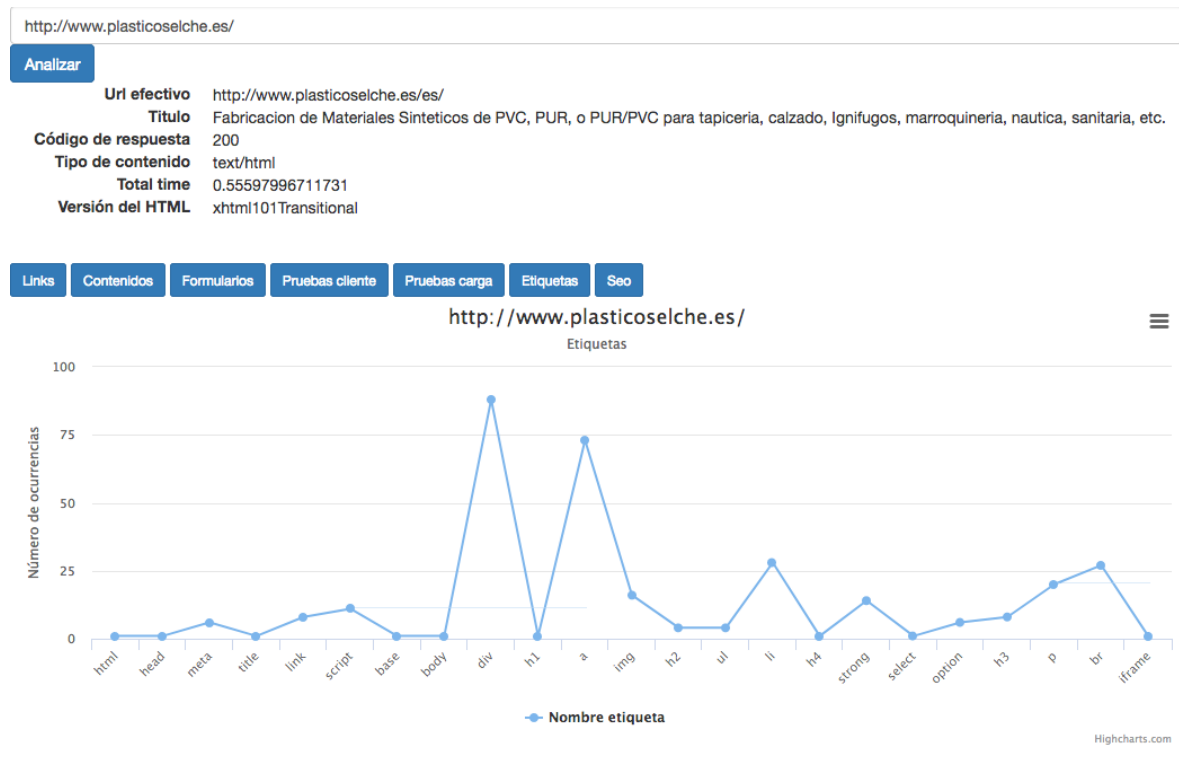 http://www.plasticoselche.es/
Analizar
Url efectivo http://www.plasticoselche.es/es/
Titulo Fabricacion de Materiales Sinteticos de PVC, PUR, o PUR/PVC para tapiceria, calzado, Ignifugos, marroquineria, nautica, sanitaria, etc.
Código de respuesta 200
Tipo de contenido text/html
Total time 0.55597996711731
Versión del HTML xhtml101Transitional
Links Contenidos Formularios Pruebas cliente Pruebas carga Etiquetas Seo
http://www.plasticoselche.es/
Etiquetas
Número de ocurrencias
100
75
50
25
0
html head meta title link script base body div h1 a img h2 ul li h4 strong select option h3 p br iframe
Nombre etiqueta
Highcharts.com